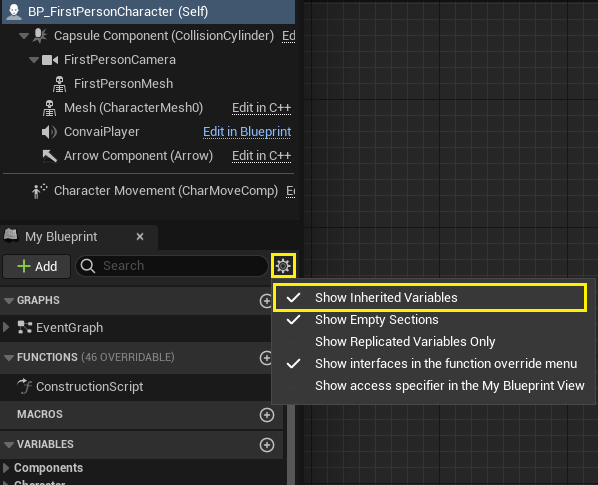 BP_FirstPersonCharacter (Self)
Capsule Component (CollisionCylinder) Ed
FirstPersonCamera
FirstPersonMesh
Mesh (CharacterMesh0) Edit in C++
ConvaiPlayer Edit in Blueprint
Arrow Component (Arrow) Edit in C++
Character Movement (CharMoveComp) E
My Blueprint
Add
Search
GRAPHS
Show Inherited Variables
Show Empty Sections
EventGraph
Show Replicated Variables Only
FUNCTIONS (46 OVERRIDABLE)
Show interfaces in the function override menu
ConstructionScript
Show access specifier in the My Blueprint View
MACROS
VARIABLES
Components
Character